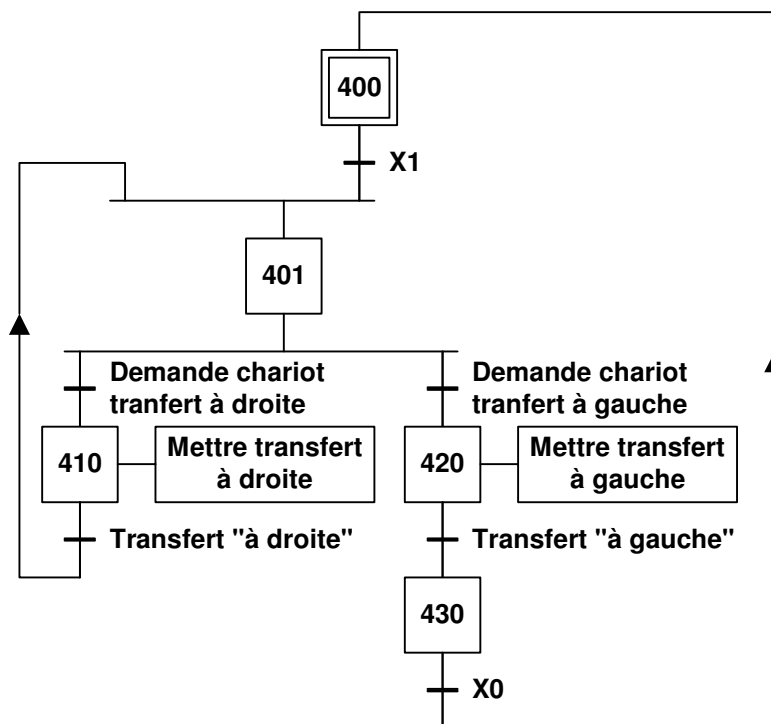 400
X1
401
Demande chariot
tranfert à droite
Demande chariot
tranfert à gauche
410
Mettre transfert
à droite
420
Mettre transfert
à gauche
Transfert "à droite"
Transfert "à gauche"
430
X0